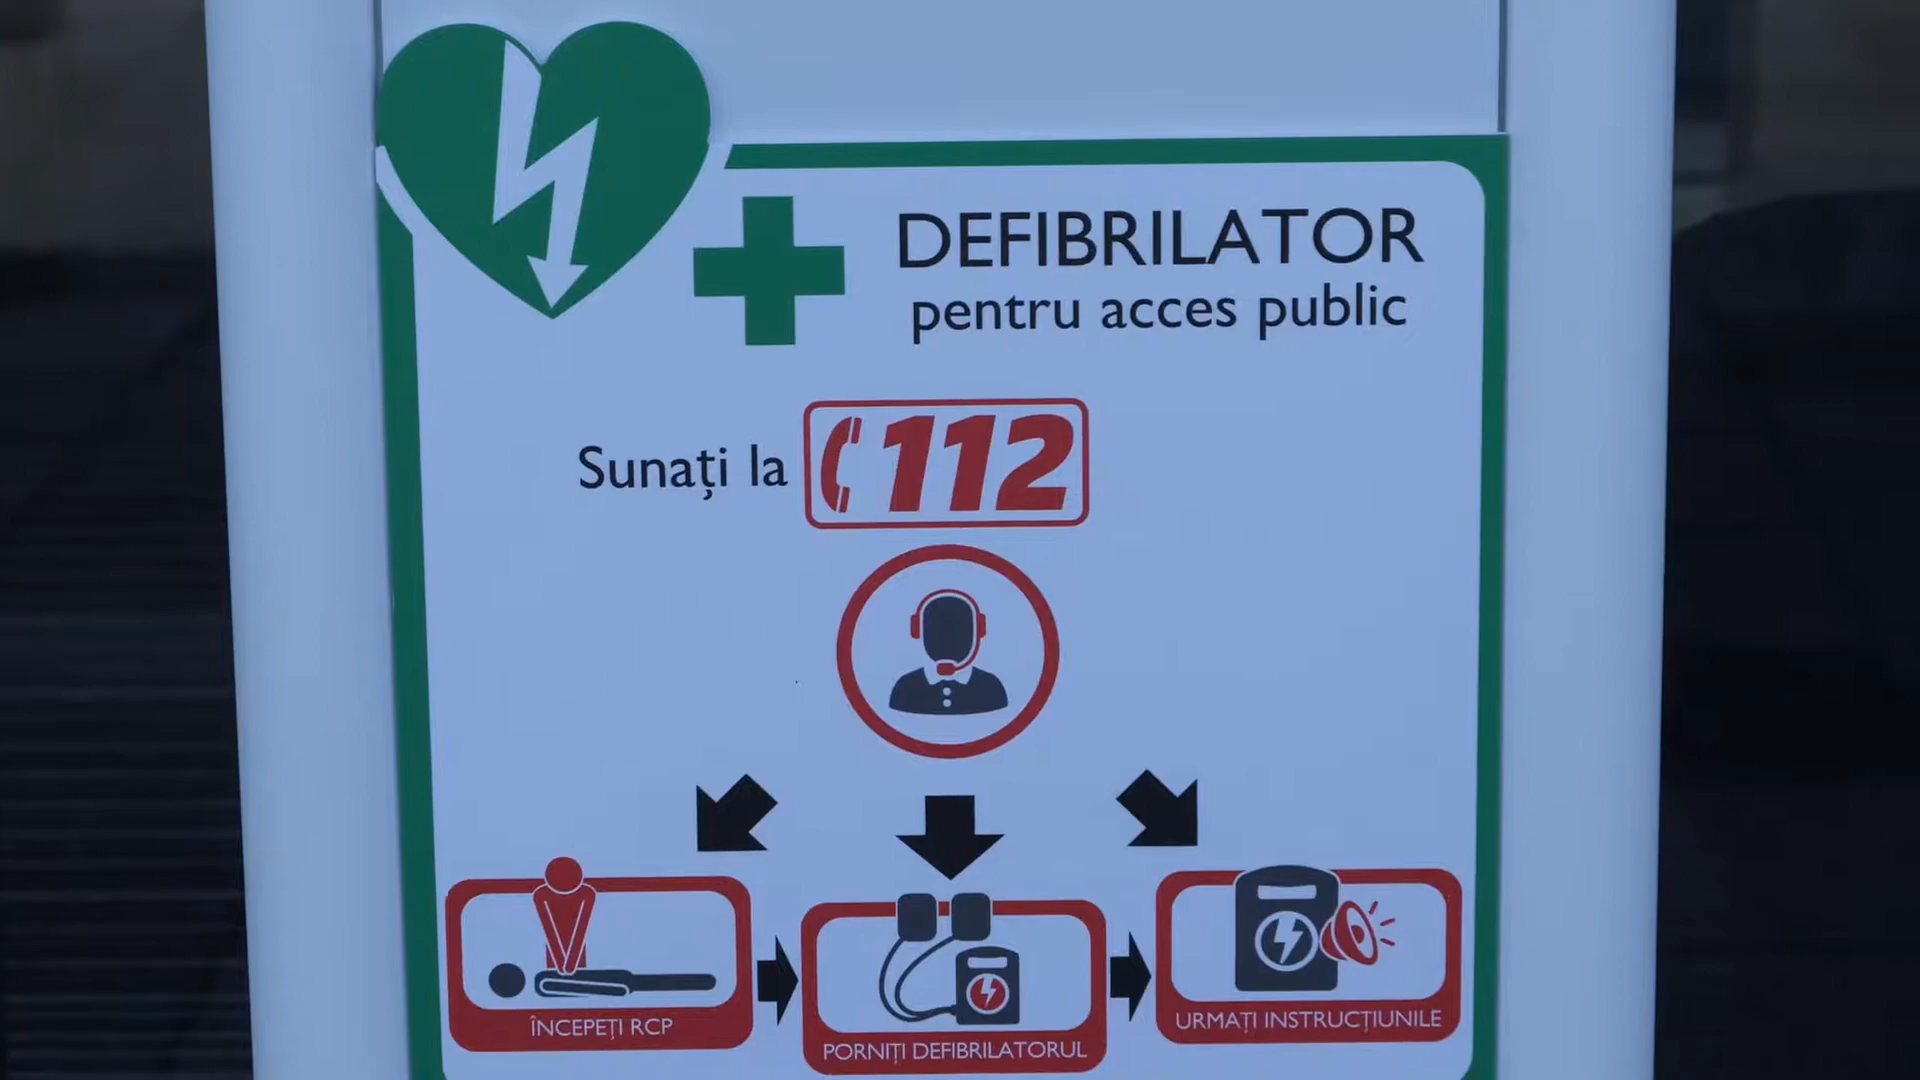 DEFIBRILATOR
pentru acces public
Sunați la 112
ÎNCEPEȚI RCP
PORNIȚI DEFIBRILATORUL
URMAȚI INSTRUCȚIUNILE